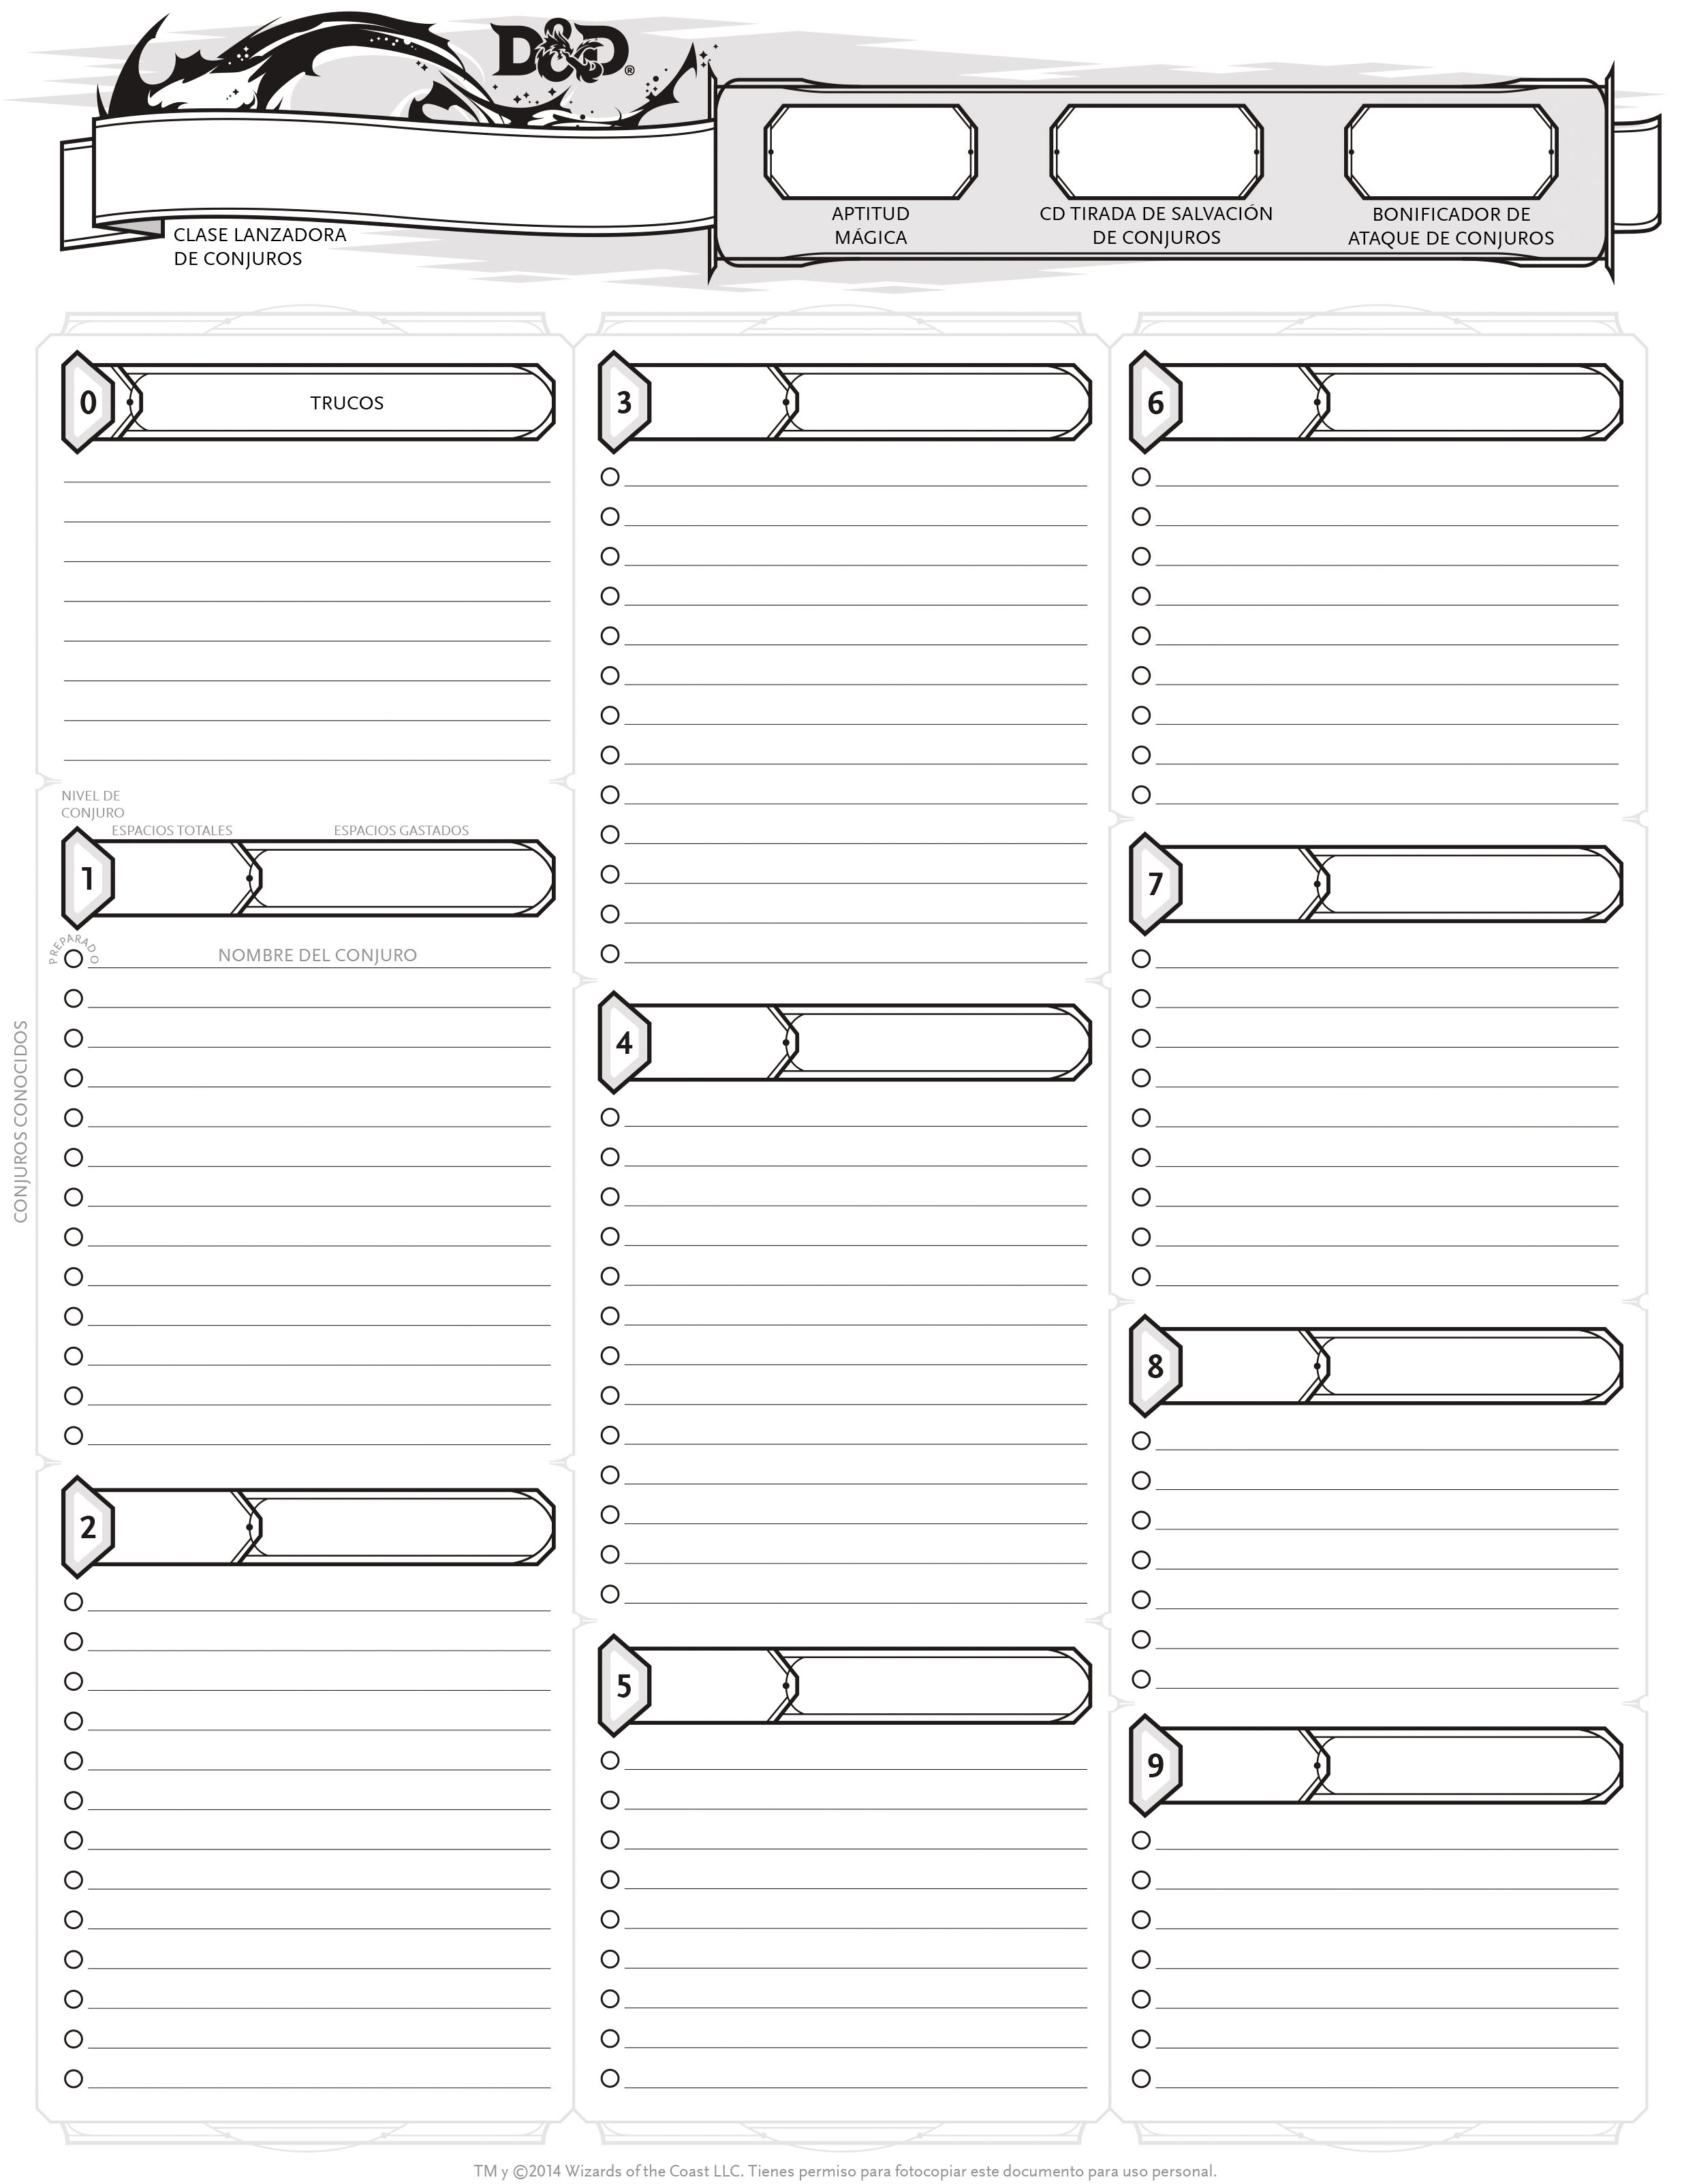 D&D®
CLASE LANZADORA
DE CONJUROS
APTITUD
MÁGICA
CD TIRADA DE SALVACIÓN
DE CONJUROS
BONIFICADOR DE
ATAQUE DE CONJUROS
0
TRUCOS
NIVEL DE
CONJURO
ESPACIOS TOTALES
ESPACIOS GASTADOS
1
PREPARADO
NOMBRE DEL CONJURO
CONJUROS CONOCIDOS
2
3
4
5
6
7
8
9
TM y ©2014 Wizards of the Coast LLC. Tienes permiso para fotocopiar este documento para uso personal.